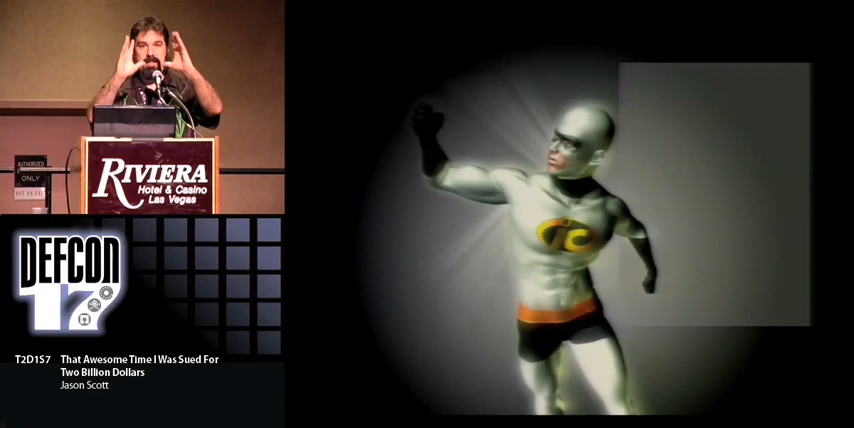 AUTHORIZED
ONLY
RIVIERA
Hotel & Casino
Las Vegas
DEFCON
17
T2D1S7 That Awesome Time I Was Sued For
Two Billion Dollars
Jason Scott
ic